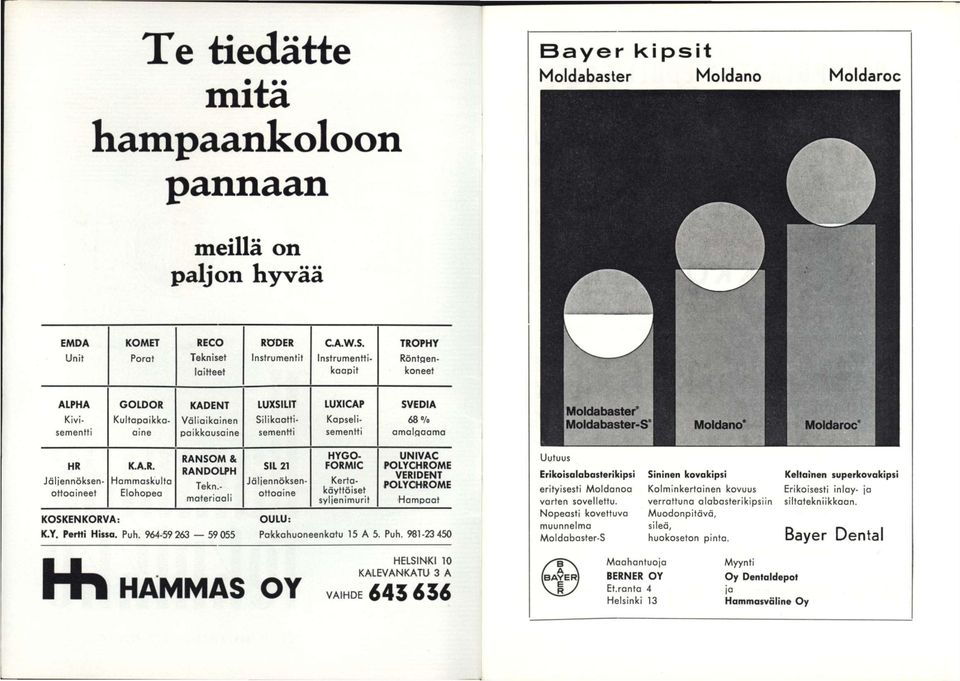 Te tiedätte
mitä
hampaankoloon
pannaan
meillä on
paljon hyvää
EMDA
Unit
KOMET
Porat
RECO
Tekniset
laitteet
RÖDER
Instrumentit
C.A.W.S.
Instrumentti-
kaapit
TROPHY
Röntgen-
koneet
ALPHA
Kivi-
sementti
GOLDOR
Kultapaikka-
aine
KADENT
Väliaikainen
paikkausaine
LUXSILIT
Silikaatti-
sementti
LUXICAP
Kapseli-
sementti
SVEDIA
68 %
amalgaama
HR
Jäljennöksen-
ottoaineet
K.A.R.
Hammaskulta
Elohopea
RANSOM &
RANDOLPH
Tekn.-
materiaali
SIL 21
Jäljennöksen-
ottoaine
HYGO-
FORMIC
Kerta-
käyttöiset
syljenimurit
UNIVAC
POLYCHROME
VERIDENT
POLYCHROME
Hampaat
KOSKENKORVA:
K.Y. Pertti Hissa. Puh. 964-59 263 — 59 055
OULU:
Pakkahuoneenkatu 15 A 5. Puh. 981-23 450
HAMMAS OY
HELSINKI 10
KALEVANKATU 3 A
VAIHDE 643 636
Bayer kipsit
Moldabaster Moldano Moldaroc
Moldabaster*
Moldabaster-S* Moldano* Moldaroc*
Uutuus
Erikoisalabasterikipsi
erityisesti Moldanoa
varten sovellettu.
Nopeasti kovettuva
muunnelma
Moldabaster-S
Sininen kovakipsi
Kolminkertainen kovuus
verrattuna alabasterikipsiin
Muodonpitävä,
sileä,
huokoseton pinta.
Keltainen superkovakipsi
Erikoisesti inlay- ja
siltatekniikkaan.
Bayer Dental
BAYER
BAYER
Maahantuoja
BERNER OY
Et.ranta 4
Helsinki 13
Myynti
Oy Dentaldepot
ja
Hammasväline Oy